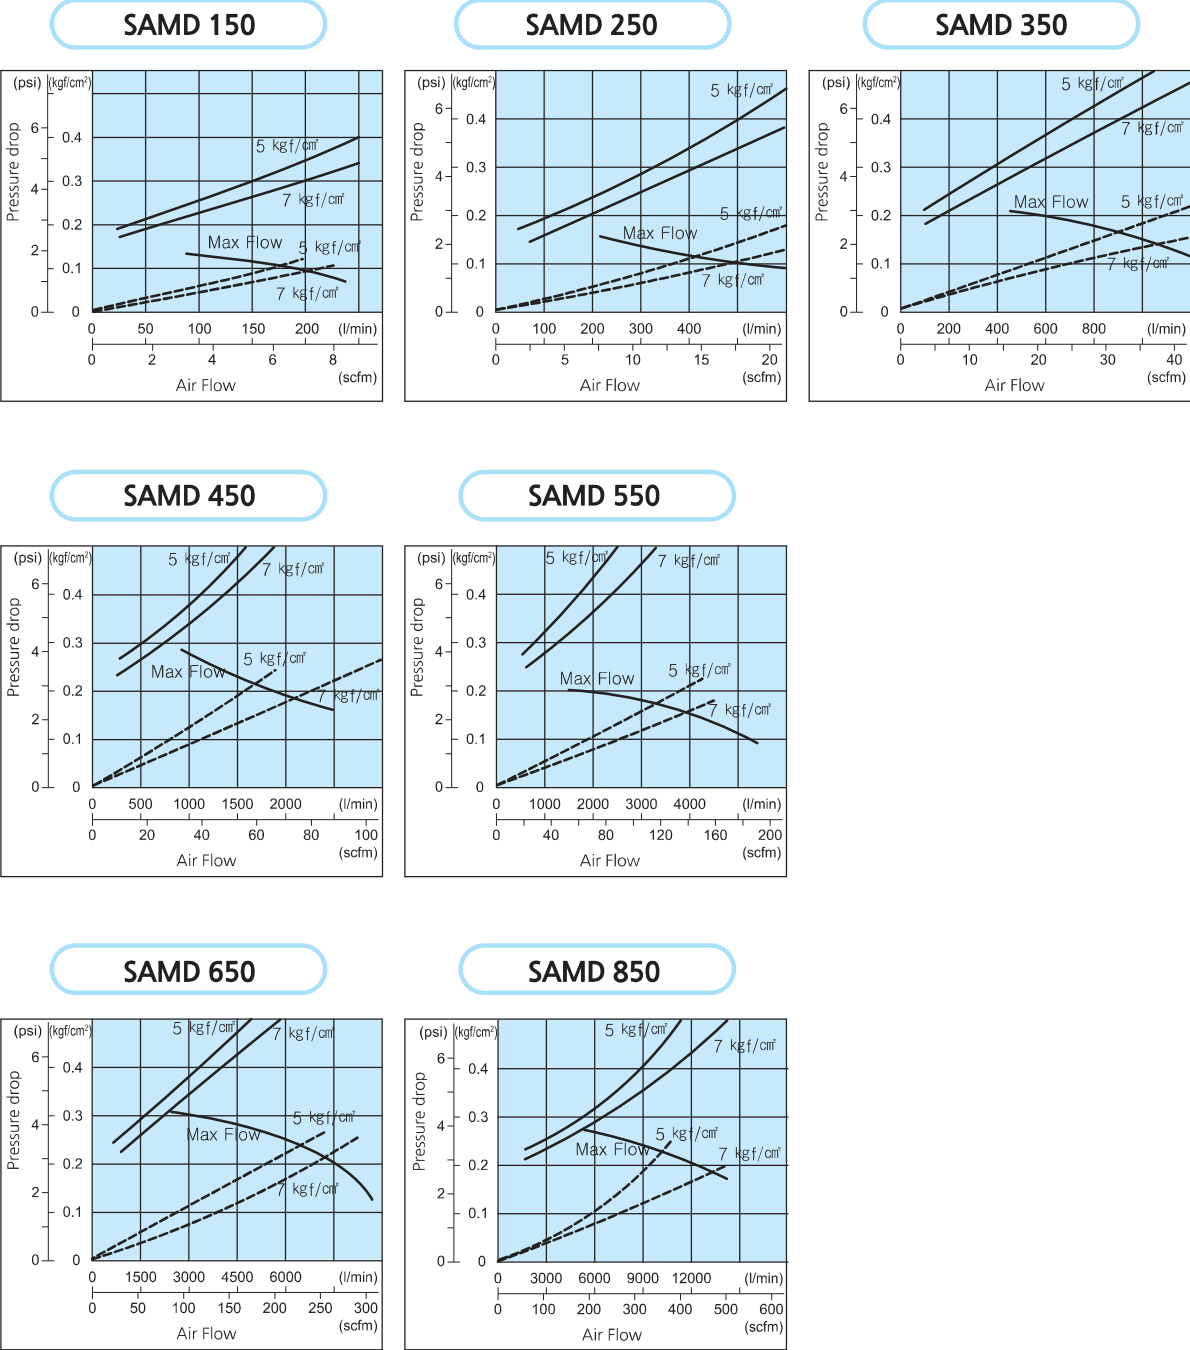 SAMD 150
(psi) (kgf/cm²)
Pressure drop
6
4
2
0
0.4
0.3
0.2
0.1
0
5 kgf/cm²
7 kgf/cm²
Max Flow
5 kgf/cm²
7 kgf/cm²
0 50 100 150 200 (l/min)
0 2 4 6 8
(scfm)
Air Flow
SAMD 250
(psi) (kgf/cm²)
Pressure drop
6
4
2
0
0.4
0.3
0.2
0.1
0
5 kgf/cm²
5 kgf/cm²
Max Flow
7 kgf/cm²
0 100 200 300 400 (l/min)
0 5 10 15 20
(scfm)
Air Flow
SAMD 350
(psi) (kgf/cm²)
Pressure drop
6
4
2
0
0.4
0.3
0.2
0.1
0
5 kgf/cm²
7 kgf/cm²
Max Flow
5 kgf/cm²
7 kgf/cm²
0 200 400 600 800 (l/min)
0 10 20 30 40
(scfm)
Air Flow
SAMD 450
(psi) (kgf/cm²)
Pressure drop
6
4
2
0
0.4
0.3
0.2
0.1
0
5 kgf/cm²
7 kgf/cm²
5 kgf/cm²
Max Flow
7 kgf/cm²
0 500 1000 1500 2000 (l/min)
0 20 40 60 80 100
(scfm)
Air Flow
SAMD 550
(psi) (kgf/cm²)
Pressure drop
6
4
2
0
0.4
0.3
0.2
0.1
0
5 kgf/cm²
7 kgf/cm²
5 kgf/cm²
Max Flow
7 kgf/cm²
0 1000 2000 3000 4000 (l/min)
0 40 80 120 160 200
(scfm)
Air Flow
SAMD 650
(psi) (kgf/cm²)
Pressure drop
6
4
2
0
0.4
0.3
0.2
0.1
0
5 kgf/cm²
7 kgf/cm²
5 kgf/cm²
Max Flow
7 kgf/cm²
0 1500 3000 4500 6000 (l/min)
0 50 100 150 200 250 300
(scfm)
Air Flow
SAMD 850
(psi) (kgf/cm²)
Pressure drop
6
4
2
0
0.4
0.3
0.2
0.1
0
5 kgf/cm²
7 kgf/cm²
5 kgf/cm²
Max Flow
7 kgf/cm²
0 3000 6000 9000 12000 (l/min)
0 100 200 300 400 500 600
(scfm)
Air Flow